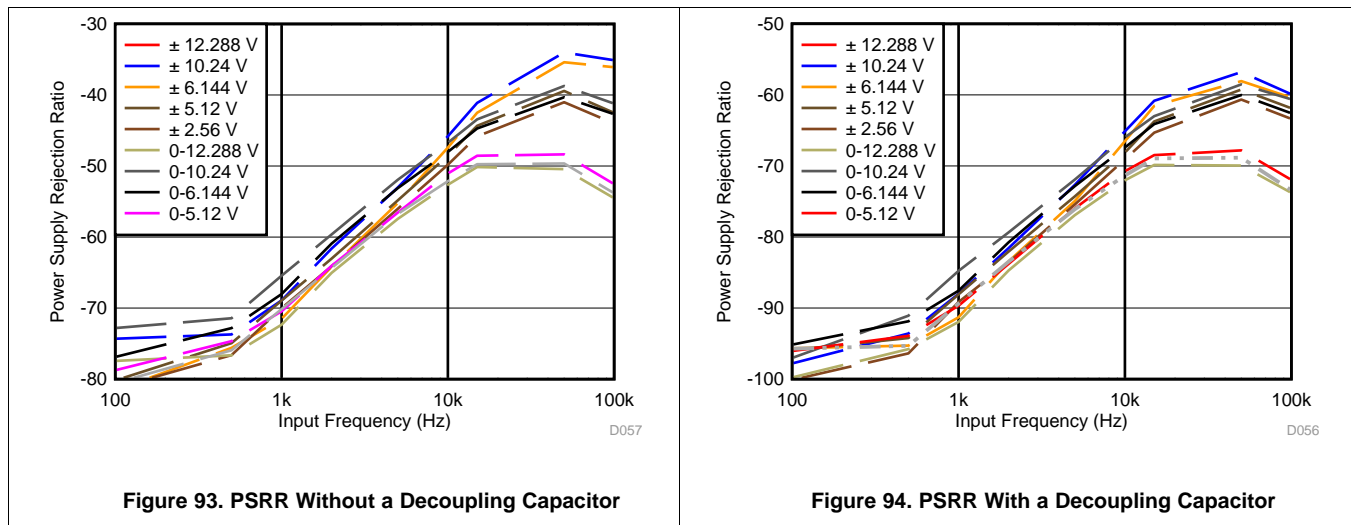 -30
-40
-50
-60
-70
-80
Power Supply Rejection Ratio
± 12.288 V
± 10.24 V
± 6.144 V
± 5.12 V
± 2.56 V
0-12.288 V
0-10.24 V
0-6.144 V
0-5.12 V
100
1k
10k
100k
Input Frequency (Hz)
D057
Figure 93. PSRR Without a Decoupling Capacitor
-50
-60
-70
-80
-90
-100
Power Supply Rejection Ratio
± 12.288 V
± 10.24 V
± 6.144 V
± 5.12 V
± 2.56 V
0-12.288 V
0-10.24 V
0-6.144 V
0-5.12 V
100
1k
10k
100k
Input Frequency (Hz)
D056
Figure 94. PSRR With a Decoupling Capacitor